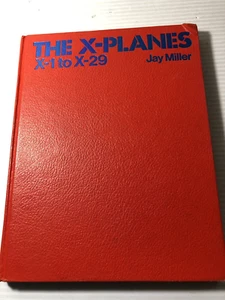 THE X-PLANES
X-1 to X-29
Jay Miller